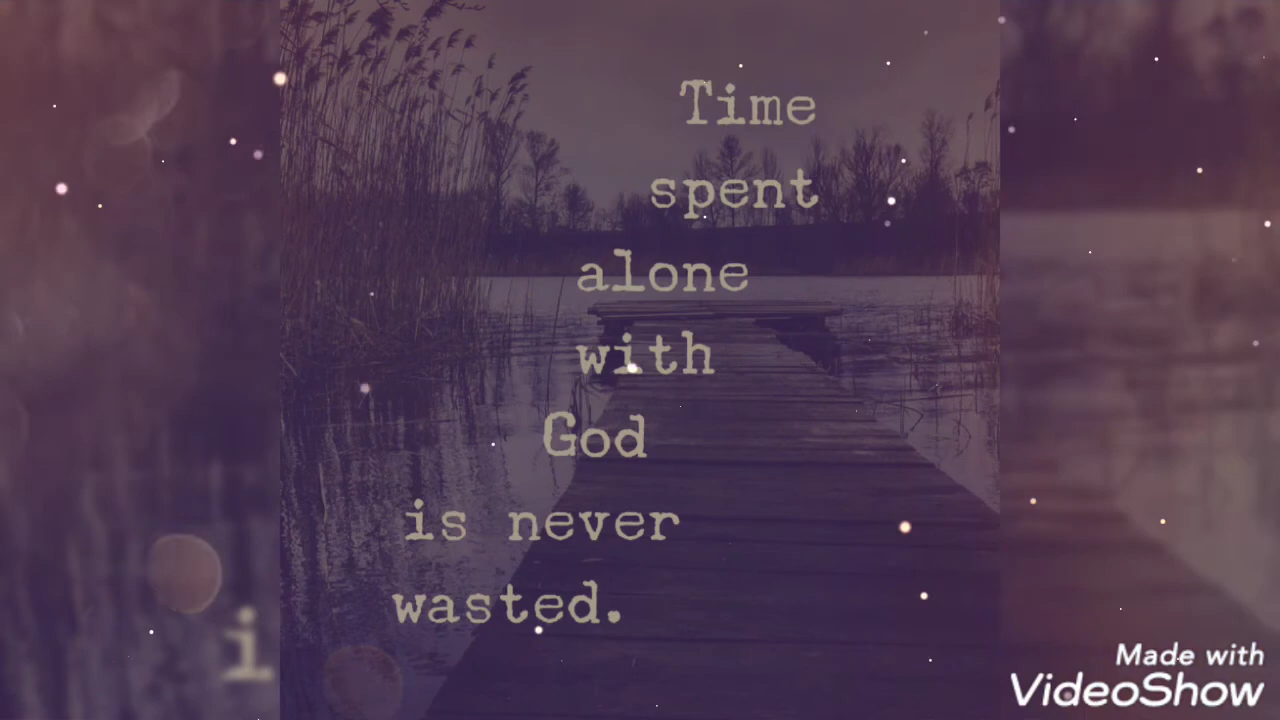 Time
spent
alone
with
God
is never
wasted.
i
Made with
VideoShow